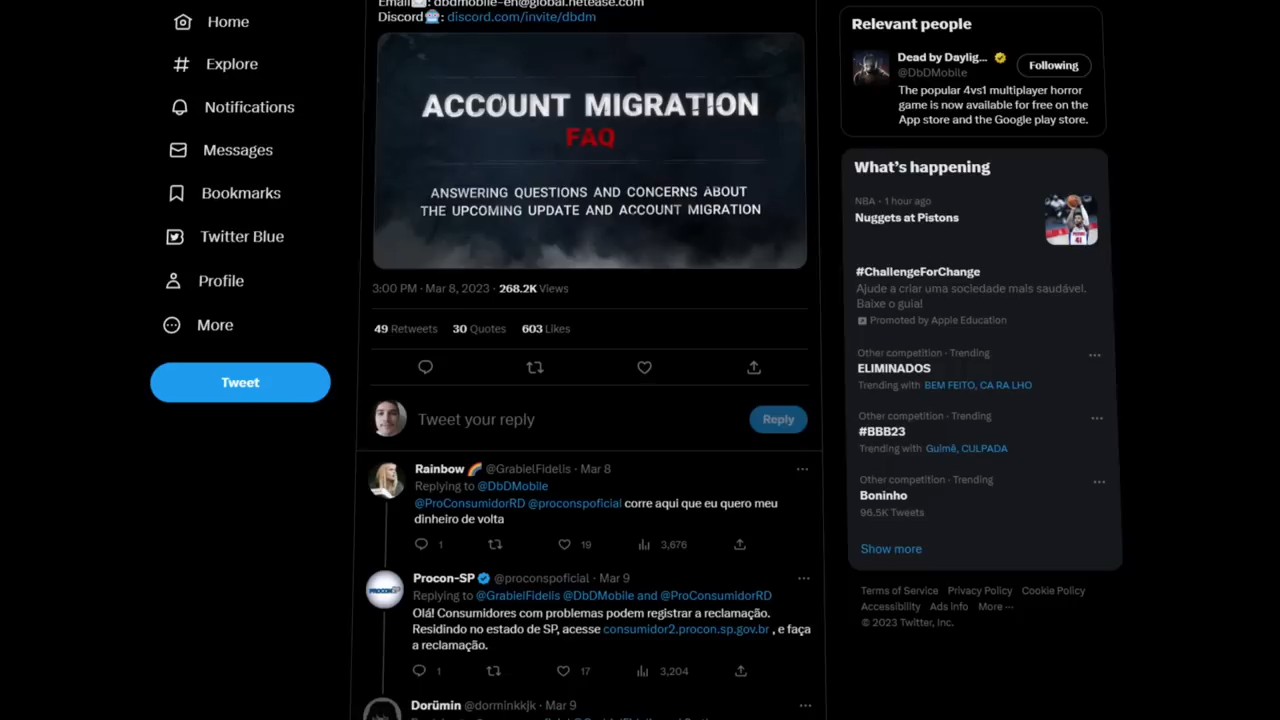 Home
Explore
Notifications
Messages
Bookmarks
Twitter Blue
Profile
More
Tweet
Email✉️: dbdmobile-en@global.netease.com
Discord: discord.com/invite/dbdm
ACCOUNT MIGRATION
FAQ
ANSWERING QUESTIONS AND CONCERNS ABOUT
THE UPCOMING UPDATE AND ACCOUNT MIGRATION
3:00 PM · Mar 8, 2023 · 268.2K Views
49 Retweets 30 Quotes 603 Likes
Tweet your reply
Reply
Rainbow 🌈 @GrabielFidelis · Mar 8
Replying to @DbDMobile
@ProConsumidorRD @proconspoficial corre aqui que eu quero meu
dinheiro de volta
1 19 3,676
Procon-SP @proconspoficial · Mar 9
Replying to @GrabielFidelis @DbDMobile and @ProConsumidorRD
Olá! Consumidores com problemas podem registrar a reclamação.
Residindo no estado de SP, acesse consumidor2.procon.sp.gov.br , e faça
a reclamação.
1 17 3,204
Dorümin @dorminkkjk · Mar 9
Relevant people
Dead by Daylig...
@DbDMobile
Following
The popular 4vs1 multiplayer horror
game is now available for free on the
App store and the Google play store.
What's happening
NBA · 1 hour ago
Nuggets at Pistons
#ChallengeForChange
Ajude a criar uma sociedade mais saudável.
Baixe o guia!
Promoted by Apple Education
Other competition · Trending
ELIMINADOS
Trending with BEM FEITO, CA RA LHO
Other competition · Trending
#BBB23
Trending with Guimê, CULPADA
Other competition · Trending
Boninho
96.5K Tweets
Show more
Terms of Service Privacy Policy Cookie Policy
Accessibility Ads info More ···
© 2023 Twitter, Inc.